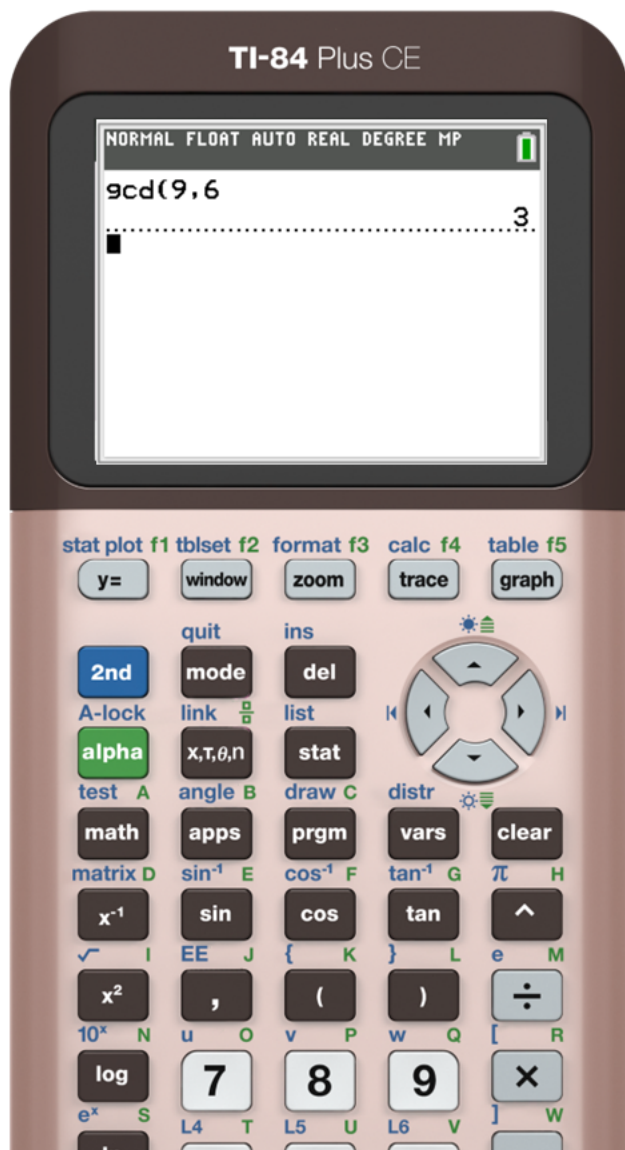 TI-84 Plus CE
NORMAL FLOAT AUTO REAL DEGREE MP
gcd(9,6
3
stat plot f1 tblset f2 format f3 calc f4 table f5
y= window zoom trace graph
quit ins
2nd mode del
A-lock link list
alpha X,T,θ,n stat
test A angle B draw C distr
math apps prgm vars clear
matrix D sin⁻¹ E cos⁻¹ F tan⁻¹ G π H
x⁻¹ sin cos tan ^
√ I EE J { K } L e M
x² , ( ) ÷
10ˣ N u O v P w Q [ R
log 7 8 9 ×
eˣ S L4 T L5 U L6 V ] W